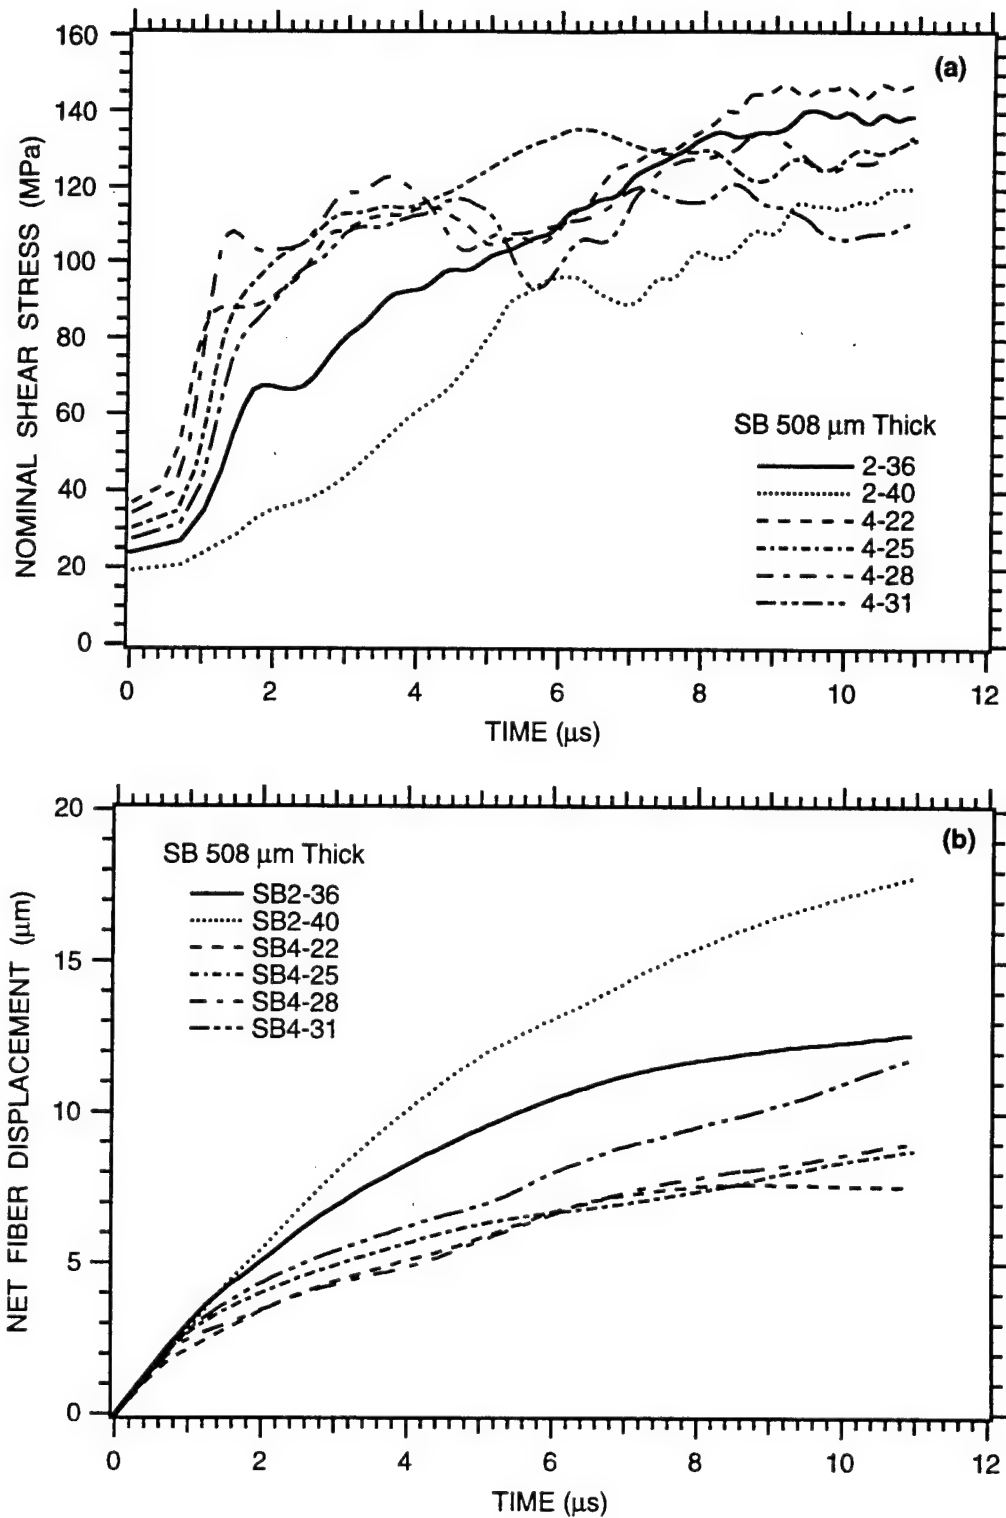 (a)
NOMINAL SHEAR STRESS (MPa)
160
140
120
100
80
60
40
20
0
SB 508 µm Thick
2-36
2-40
4-22
4-25
4-28
4-31
0 2 4 6 8 10 12
TIME (µs)
(b)
NET FIBER DISPLACEMENT (µm)
20
15
10
5
0
SB 508 µm Thick
SB2-36
SB2-40
SB4-22
SB4-25
SB4-28
SB4-31
0 2 4 6 8 10 12
TIME (µs)